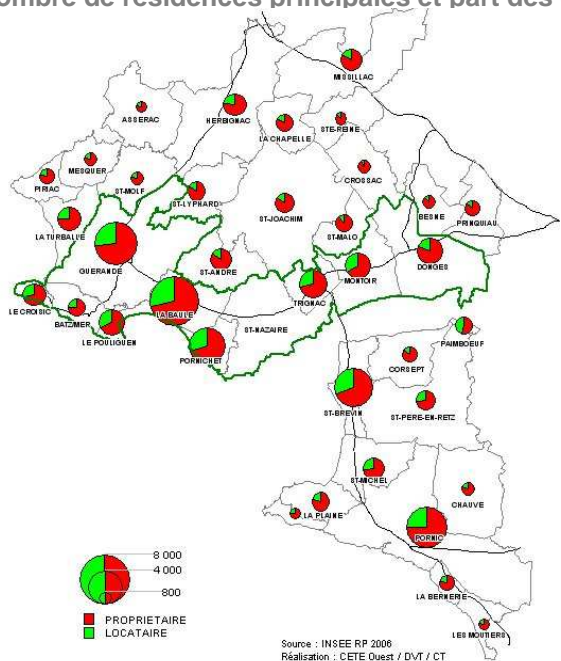 ombre de résidences principales et part des
MISSILLAC
ASSERAC
HERBIGNAC
LA CHAPELLE
STE-REINE
MESQUER
CROSSAC
PIRIAC
ST-MOLF
ST-LYPHARD
ST-JOACHIM
BESNE
PRINQUIAU
LA TURBALLE
ST-MALO
GUERANDE
ST-ANDRE
DONGES
MONTOIR
TRIGNAC
LE CROISIC
LA BAULE
BATZ/MER
ST-NAZAIRE
LE POULIGUEN
PAIMBOEUF
PORNICHET
CORSEPT
ST-BREVIN
ST-PERE-EN-RETZ
ST-MICHEL
CHAUVE
LA PLAINE
PORNIC
8 000
4 000
800
LA BERNERIE
PROPRIETAIRE
LOCATAIRE
LES MOUTIERS
Source : INSEE RP 2006
Réalisation : CETE Ouest / DVT / CT